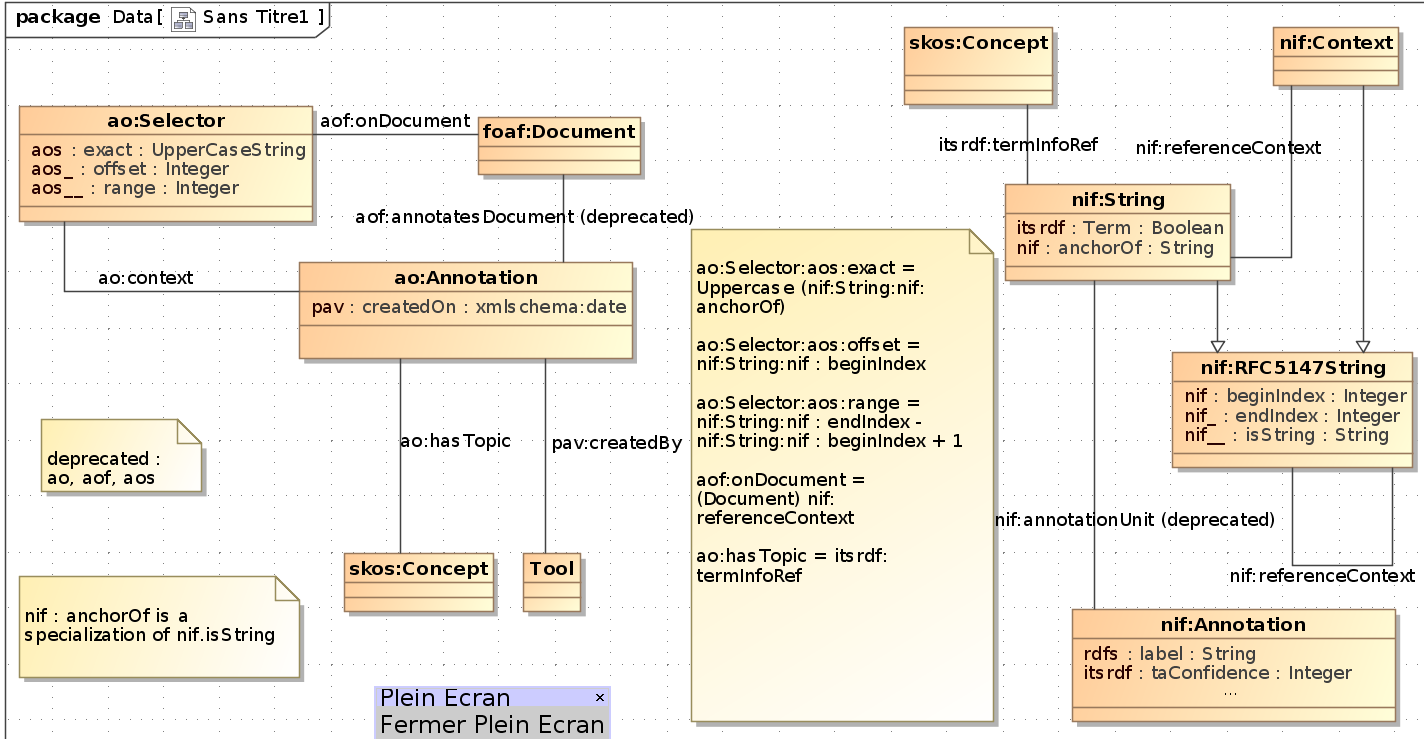 package Data[ Sans Titre1 ]
skos:Concept
nif:Context
ao:Selector
aos : exact : UpperCaseString
aos_ : offset : Integer
aos__ : range : Integer
aof:onDocument
foaf:Document
itsrdf:termInfoRef
nif:referenceContext
nif:String
itsrdf : Term : Boolean
nif : anchorOf : String
aof:annotatesDocument (deprecated)
ao:context
ao:Annotation
pav : createdOn : xmlschema:date
ao:Selector:aos:exact =
Uppercase (nif:String:nif:
anchorOf)
ao:Selector:aos:offset =
nif:String:nif : beginIndex
ao:Selector:aos:range =
nif:String:nif : endIndex -
nif:String:nif : beginIndex + 1
aof:onDocument =
(Document) nif:
referenceContext
ao:hasTopic = itsrdf:
termInfoRef
nif:RFC5147String
nif : beginIndex : Integer
nif_ : endIndex : Integer
nif__ : isString : String
ao:hasTopic
pav:createdBy
deprecated :
ao, aof, aos
nif:annotationUnit (deprecated)
nif:referenceContext
skos:Concept
Tool
nif : anchorOf is a
specialization of nif.isString
nif:Annotation
rdfs : label : String
itsrdf : taConfidence : Integer
...
Plein Ecran ×
Fermer Plein Ecran